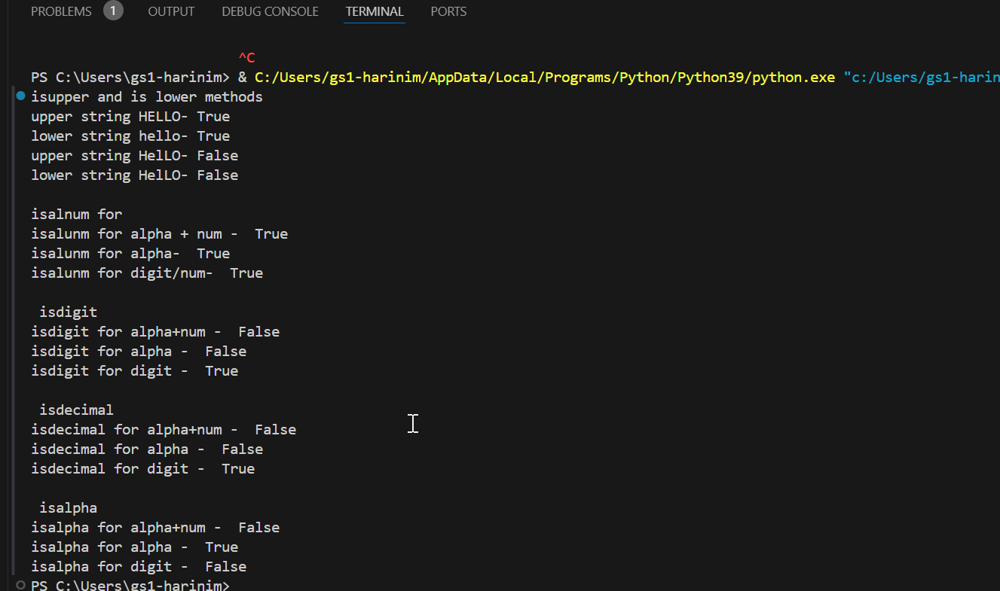 PROBLEMS 1 OUTPUT DEBUG CONSOLE TERMINAL PORTS
^C
PS C:\Users\gs1-harinim> & C:/Users/gs1-harinim/AppData/Local/Programs/Python/Python39/python.exe "c:/Users/gs1-harin
isupper and is lower methods
upper string HELLO- True
lower string hello- True
upper string HelLO- False
lower string HelLO- False
isalnum for
isalunm for alpha + num -  True
isalunm for alpha-  True
isalunm for digit/num-  True
isdigit
isdigit for alpha+num -  False
isdigit for alpha -  False
isdigit for digit -  True
isdecimal
isdecimal for alpha+num -  False
isdecimal for alpha -  False
isdecimal for digit -  True
isalpha
isalpha for alpha+num -  False
isalpha for alpha -  True
isalpha for digit -  False
PS C:\Users\gs1-harinim>